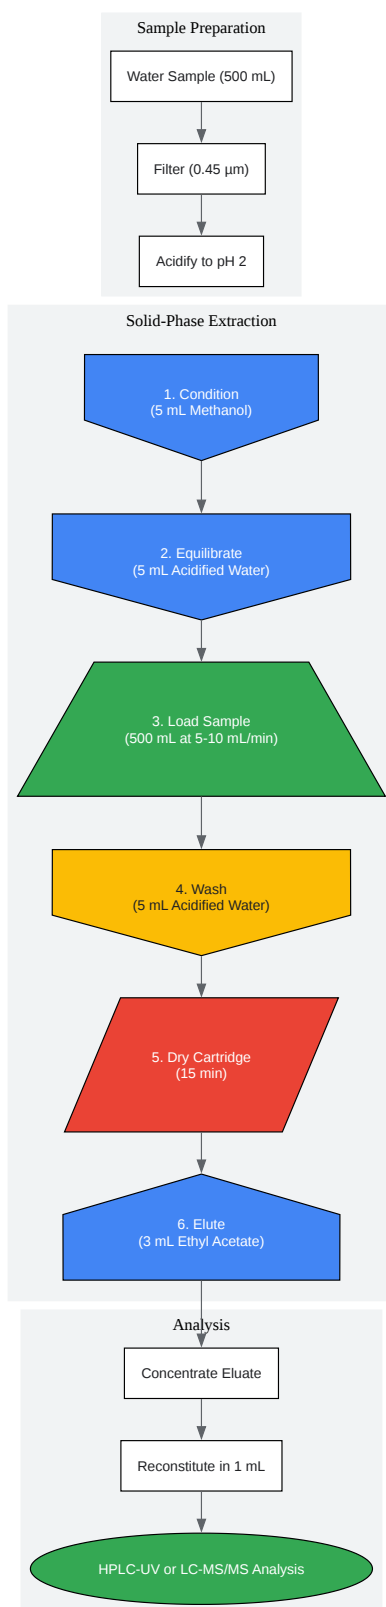 Sample Preparation
Water Sample (500 mL)
Filter (0.45 µm)
Acidify to pH 2
Solid-Phase Extraction
1. Condition
(5 mL Methanol)
2. Equilibrate
(5 mL Acidified Water)
3. Load Sample
(500 mL at 5-10 mL/min)
4. Wash
(5 mL Acidified Water)
5. Dry Cartridge
(15 min)
6. Elute
(3 mL Ethyl Acetate)
Analysis
Concentrate Eluate
Reconstitute in 1 mL
HPLC-UV or LC-MS/MS Analysis